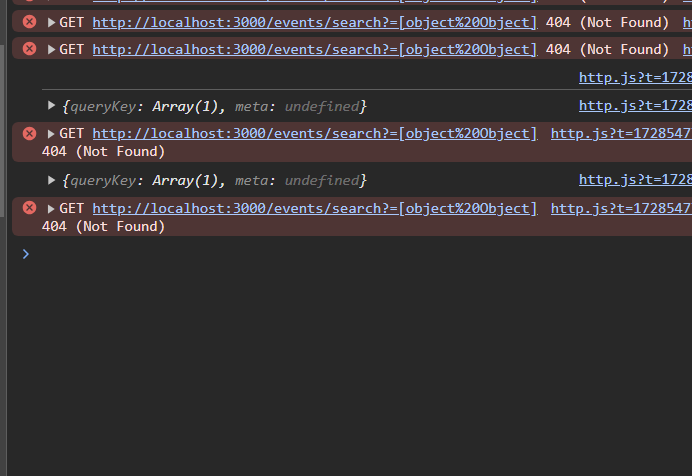 GET http://localhost:3000/events/search?=[object%20Object] 404 (Not Found)
GET http://localhost:3000/events/search?=[object%20Object] 404 (Not Found)
http.js?t=1728
{queryKey: Array(1), meta: undefined} http.js?t=1728
GET http://localhost:3000/events/search?=[object%20Object] http.js?t=1728547
404 (Not Found)
{queryKey: Array(1), meta: undefined} http.js?t=1728
GET http://localhost:3000/events/search?=[object%20Object] http.js?t=1728547
404 (Not Found)